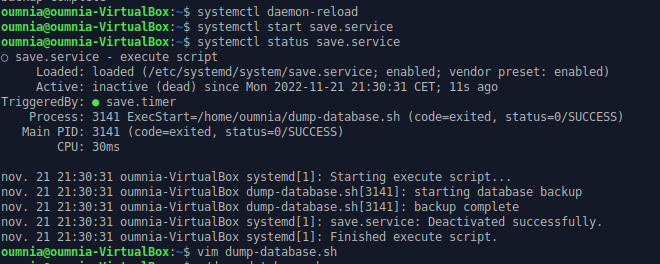 oumnia@oumnia-VirtualBox:~$ systemctl daemon-reload
oumnia@oumnia-VirtualBox:~$ systemctl start save.service
oumnia@oumnia-VirtualBox:~$ systemctl status save.service
○ save.service - execute script
Loaded: loaded (/etc/systemd/system/save.service; enabled; vendor preset: enabled)
Active: inactive (dead) since Mon 2022-11-21 21:30:31 CET; 11s ago
TriggeredBy: ● save.timer
Process: 3141 ExecStart=/home/oumnia/dump-database.sh (code=exited, status=0/SUCCESS)
Main PID: 3141 (code=exited, status=0/SUCCESS)
CPU: 30ms
nov. 21 21:30:31 oumnia-VirtualBox systemd[1]: Starting execute script...
nov. 21 21:30:31 oumnia-VirtualBox dump-database.sh[3141]: starting database backup
nov. 21 21:30:31 oumnia-VirtualBox dump-database.sh[3141]: backup complete
nov. 21 21:30:31 oumnia-VirtualBox systemd[1]: save.service: Deactivated successfully.
nov. 21 21:30:31 oumnia-VirtualBox systemd[1]: Finished execute script.
oumnia@oumnia-VirtualBox:~$ vim dump-database.sh